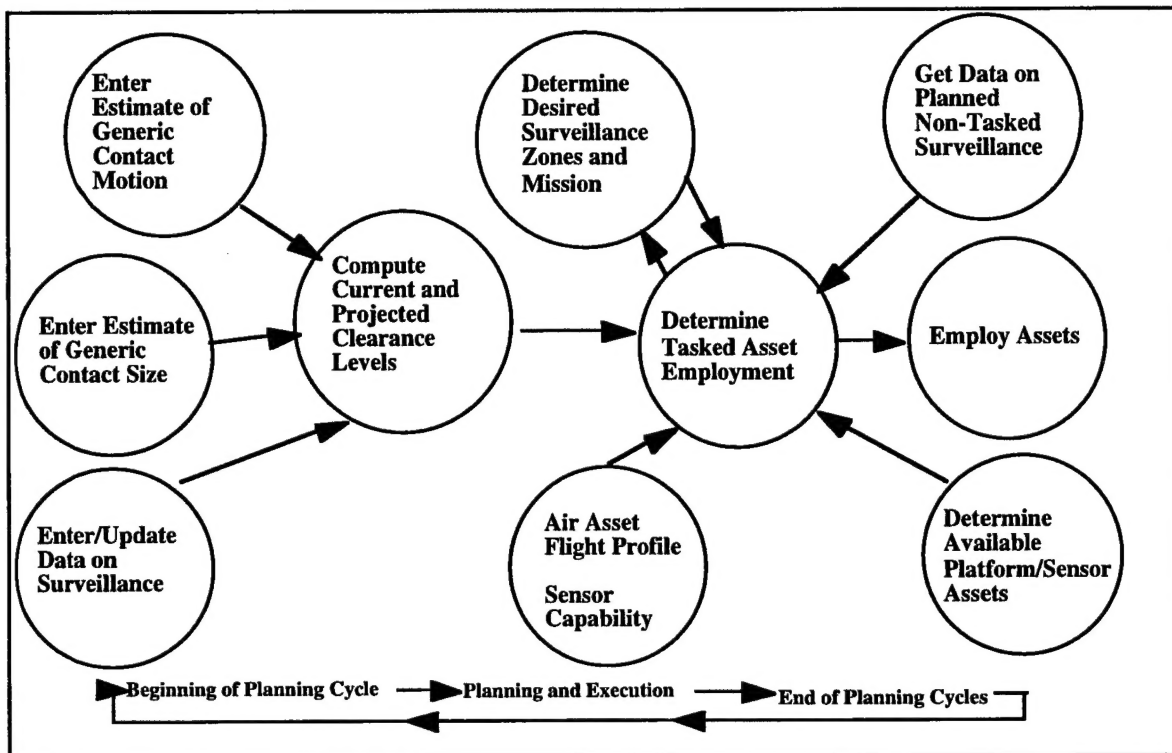 Enter
Estimate of
Generic
Contact
Motion
Determine
Desired
Surveillance
Zones and
Mission
Get Data on
Planned
Non-Tasked
Surveillance
Enter Estimate
of Generic
Contact Size
Compute
Current and
Projected
Clearance
Levels
Determine
Tasked Asset
Employment
Employ Assets
Enter/Update
Data on
Surveillance
Air Asset
Flight Profile
Sensor
Capability
Determine
Available
Platform/Sensor
Assets
Beginning of Planning Cycle
Planning and Execution
End of Planning Cycles